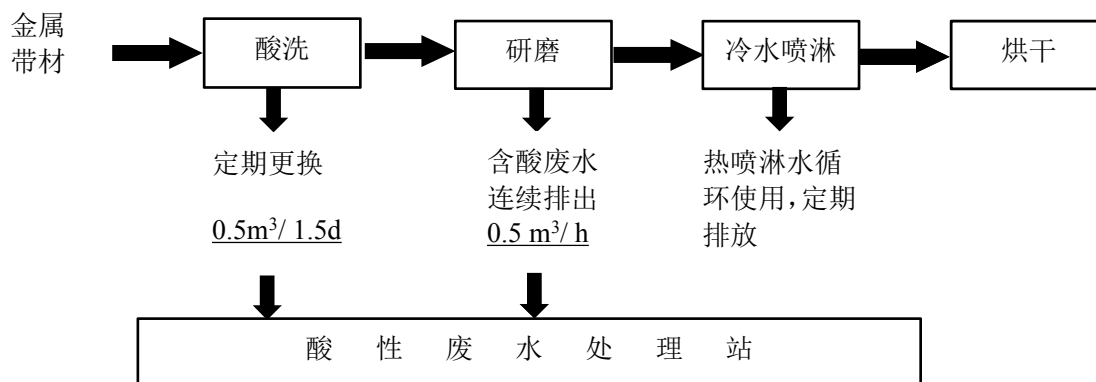 金属
带材
酸洗
研磨
冷水喷淋
烘干
定期更换
0.5m³/ 1.5d
含酸废水
连续排出
0.5 m³/ h
热喷淋水循
环使用，定期
排放
酸性废水处理站